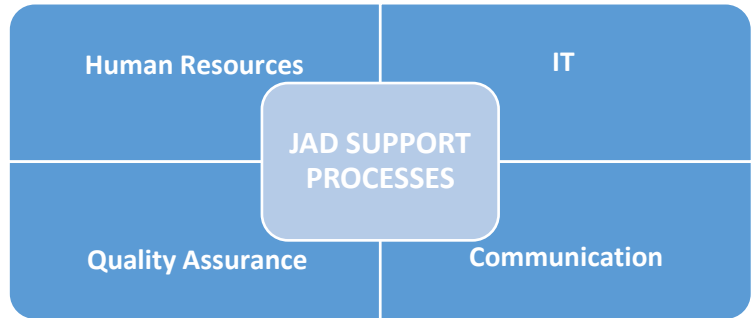 Human Resources
IT
JAD SUPPORT
PROCESSES
Quality Assurance
Communication